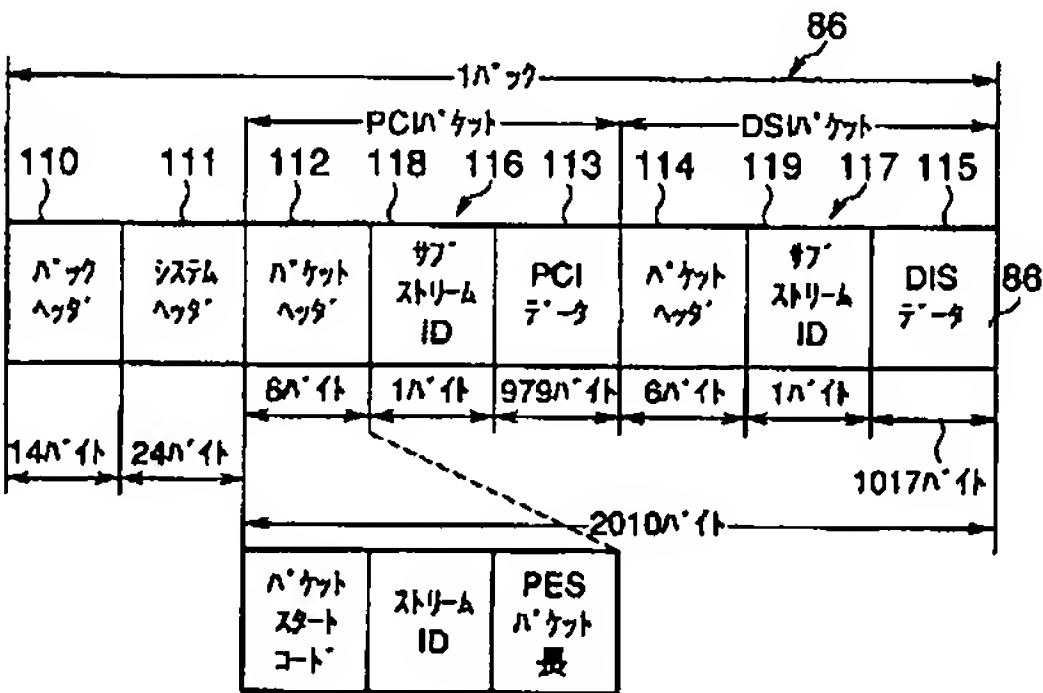 86
1パック
PCIパケット
DSIパケット
110
111
112
118
116
113
114
119
117
115
パック
ヘッダ
システム
ヘッダ
パケット
ヘッダ
サブ
ストリーム
ID
PCI
データ
パケット
ヘッダ
サブ
ストリーム
ID
DIS
データ
86
6バイト
1バイト
979バイト
6バイト
1バイト
14バイト
24バイト
1017バイト
2010バイト
パケット
スタート
コード
ストリーム
ID
PES
パケット
長